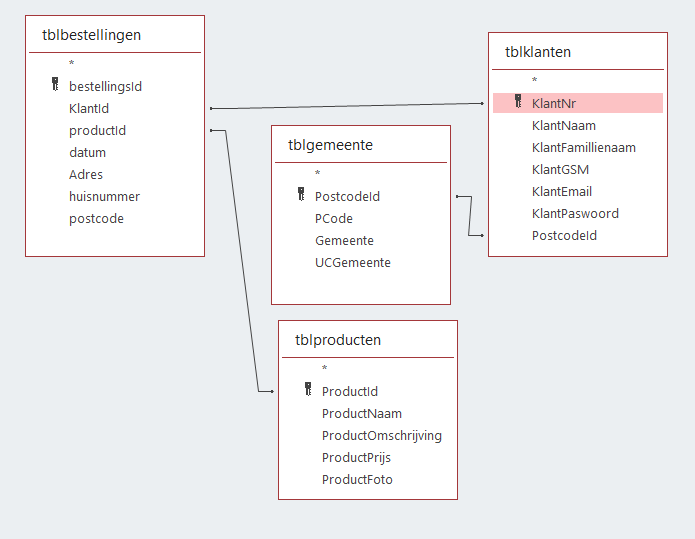 tblbestellingen
*
bestellingsId
KlantId
productId
datum
Adres
huisnummer
postcode
tblgemeente
*
PostcodeId
PCode
Gemeente
UCGemeente
tblklanten
*
KlantNr
KlantNaam
KlantFamillienaam
KlantGSM
KlantEmail
KlantPaswoord
PostcodeId
tblproducten
*
ProductId
ProductNaam
ProductOmschrijving
ProductPrijs
ProductFoto